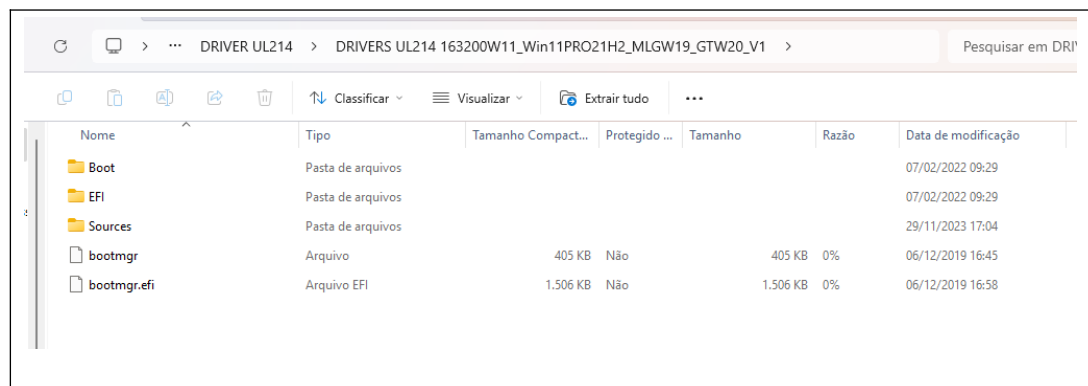 ... DRIVER UL214 > DRIVERS UL214 163200W11_Win11PRO21H2_MLGW19_GTW20_V1 > Pesquisar em DRI
Classificar Visualizar Extrair tudo ...
Nome Tipo Tamanho Compact... Protegido ... Tamanho Razão Data de modificação
Boot Pasta de arquivos 07/02/2022 09:29
EFI Pasta de arquivos 07/02/2022 09:29
Sources Pasta de arquivos 29/11/2023 17:04
bootmgr Arquivo 405 KB Não 405 KB 0% 06/12/2019 16:45
bootmgr.efi Arquivo EFI 1.506 KB Não 1.506 KB 0% 06/12/2019 16:58